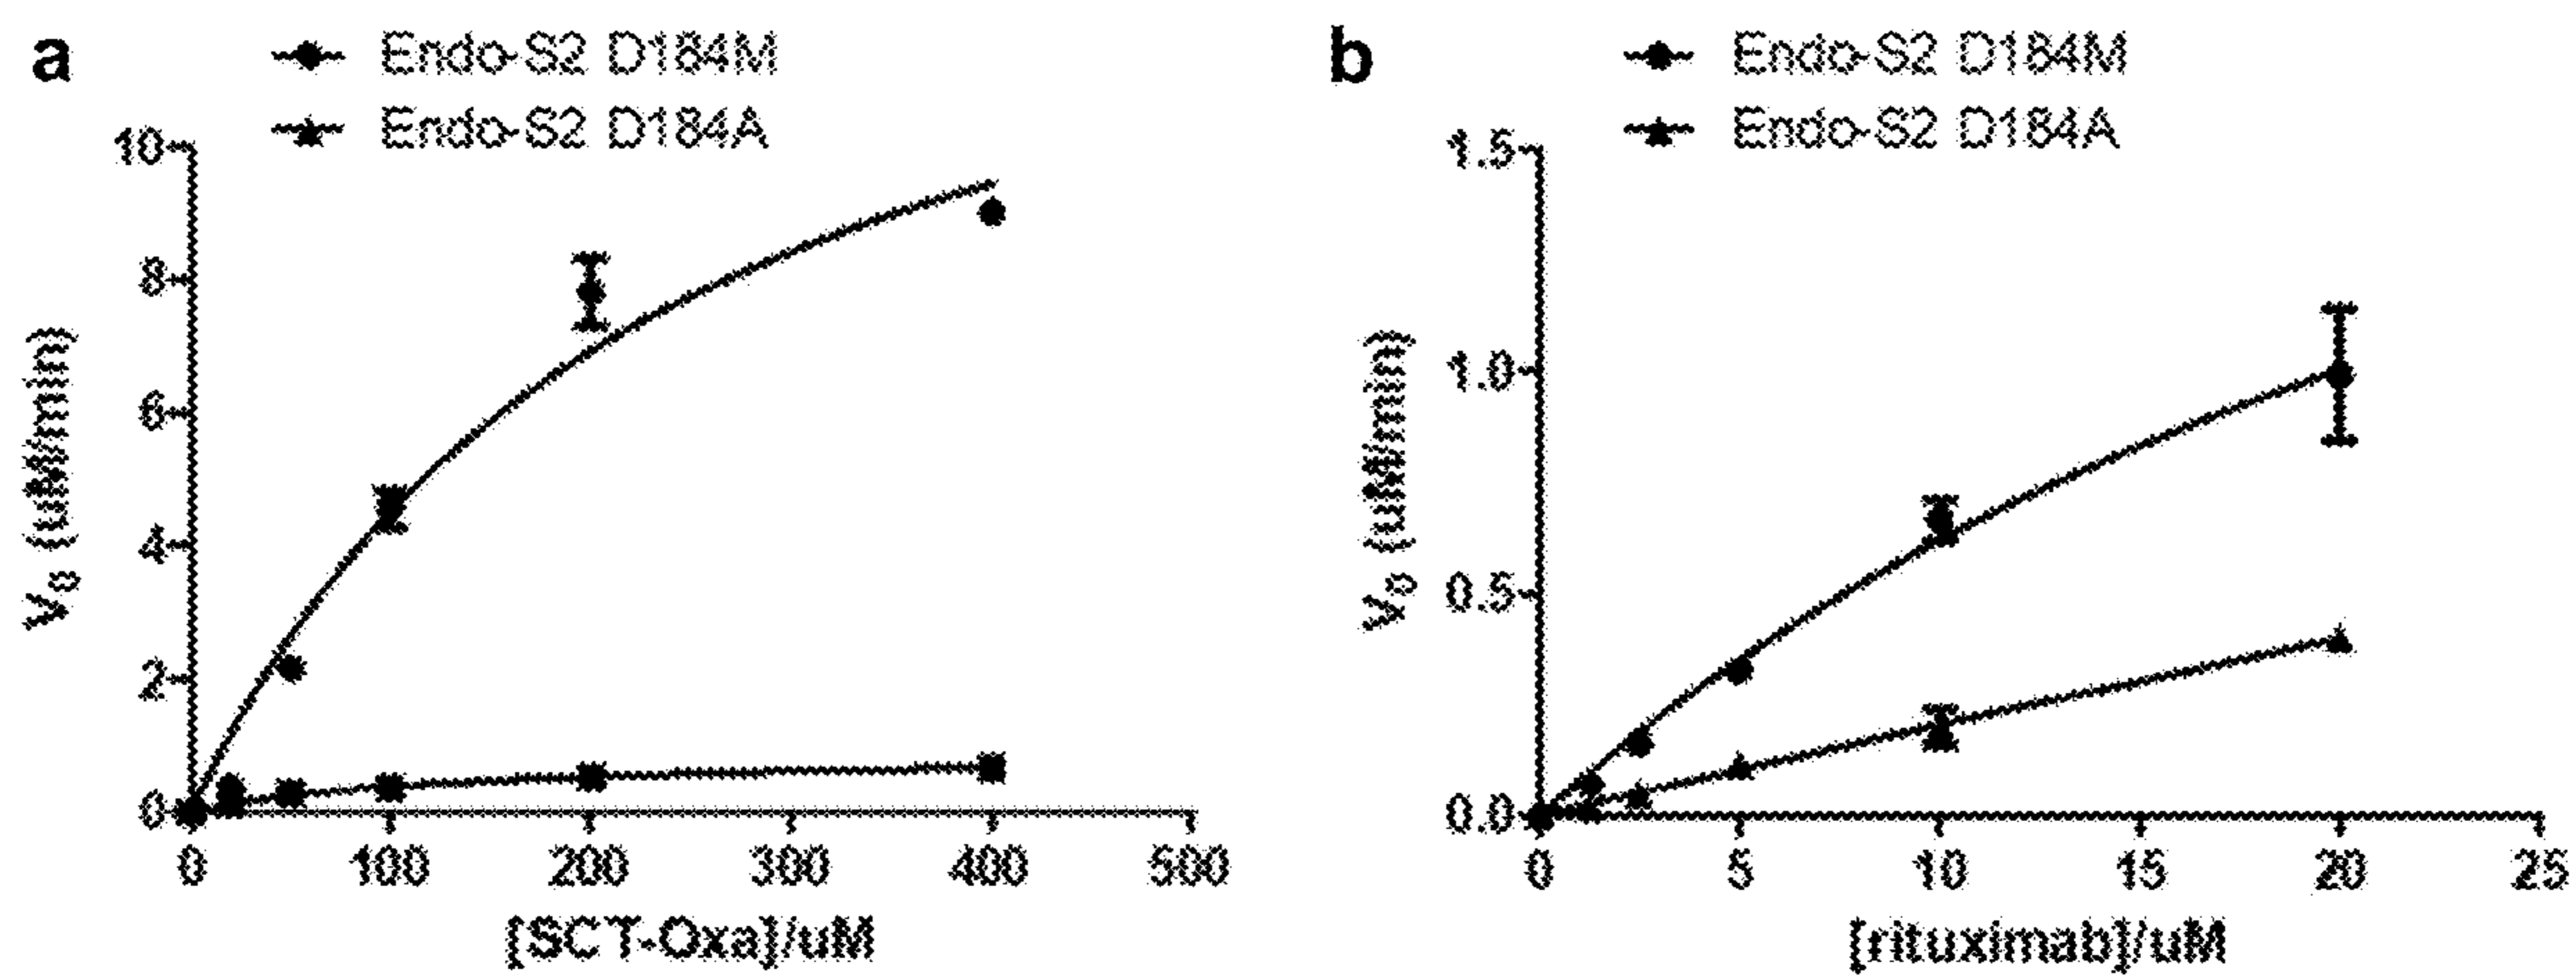 a
Endo-S2 D184M
Endo-S2 D184A
10
8
6
4
2
0
V0 (uM/min)
0 100 200 300 400 500
[SCT-Oxa]/uM
b
Endo-S2 D184M
Endo-S2 D184A
1.5
1.0
0.5
0.0
V0 (uM/min)
0 5 10 15 20 25
[rituximab]/uM